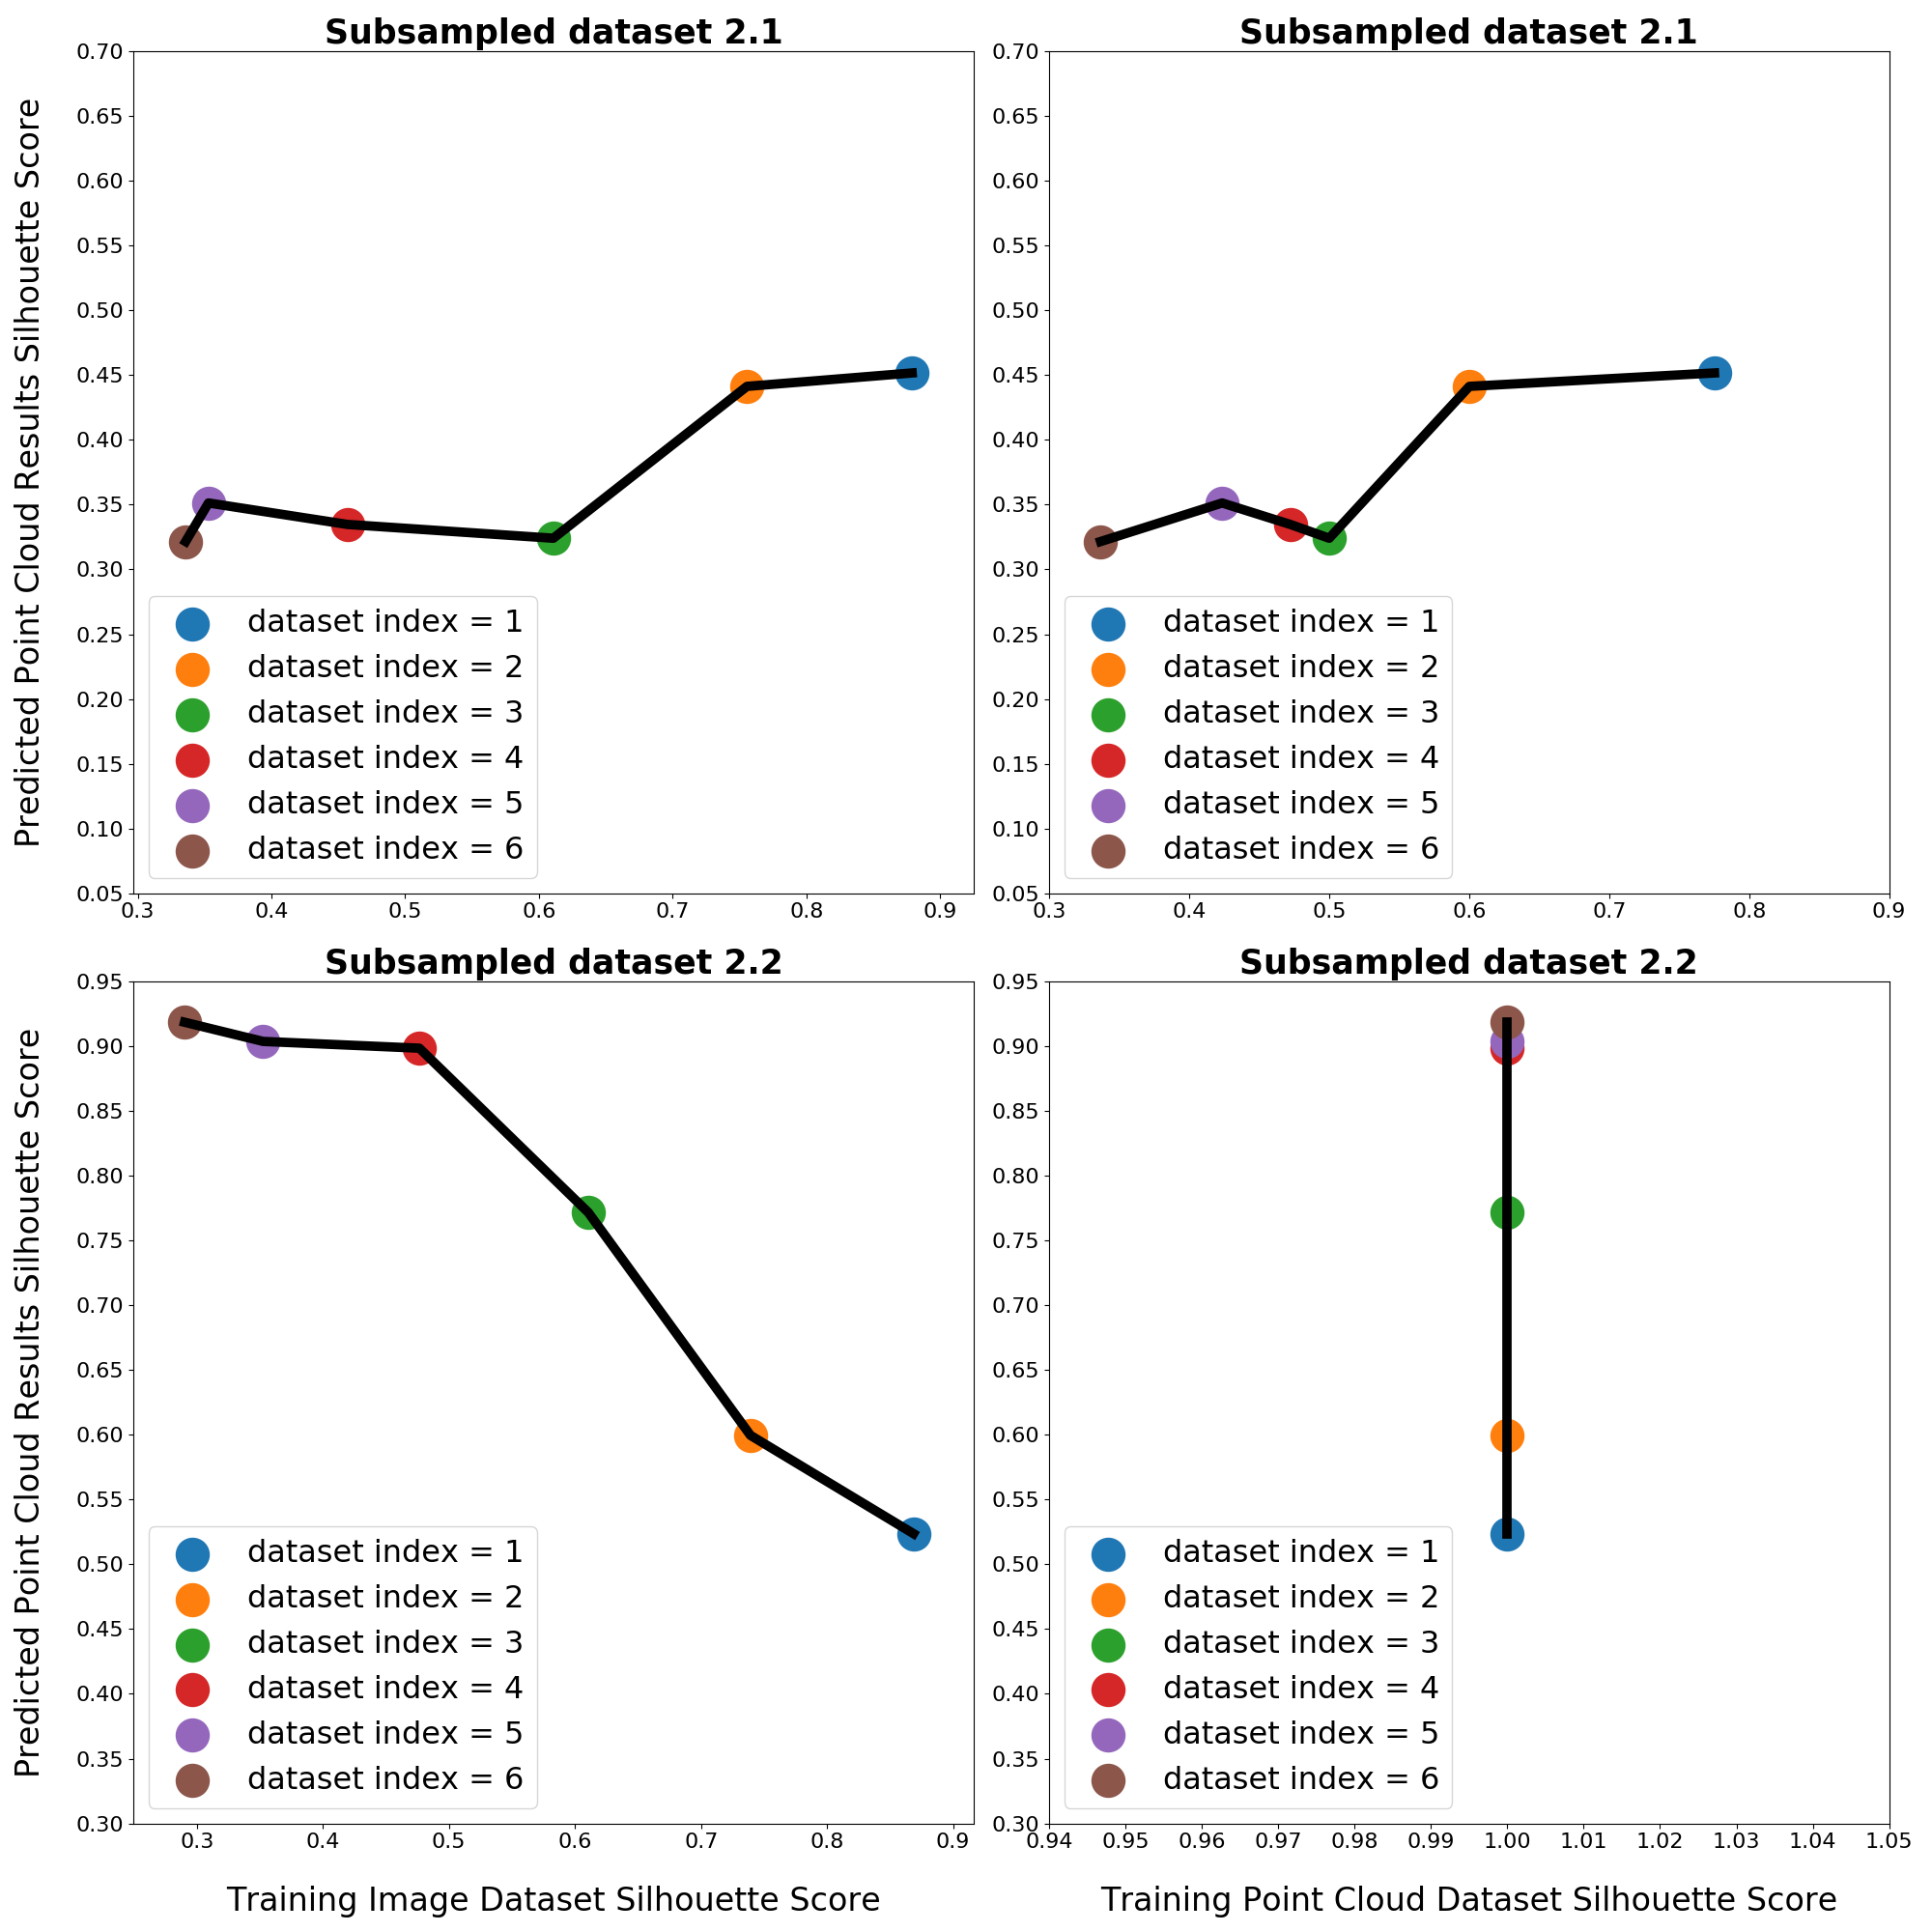 Subsampled dataset 2.1
Predicted Point Cloud Results Silhouette Score
0.70
0.65
0.60
0.55
0.50
0.45
0.40
0.35
0.30
0.25
0.20
0.15
0.10
0.05
dataset index = 1
dataset index = 2
dataset index = 3
dataset index = 4
dataset index = 5
dataset index = 6
0.3 0.4 0.5 0.6 0.7 0.8 0.9
Subsampled dataset 2.1
0.70
0.65
0.60
0.55
0.50
0.45
0.40
0.35
0.30
0.25
0.20
0.15
0.10
0.05
dataset index = 1
dataset index = 2
dataset index = 3
dataset index = 4
dataset index = 5
dataset index = 6
0.3 0.4 0.5 0.6 0.7 0.8 0.9
Subsampled dataset 2.2
Predicted Point Cloud Results Silhouette Score
0.95
0.90
0.85
0.80
0.75
0.70
0.65
0.60
0.55
0.50
0.45
0.40
0.35
0.30
dataset index = 1
dataset index = 2
dataset index = 3
dataset index = 4
dataset index = 5
dataset index = 6
0.3 0.4 0.5 0.6 0.7 0.8 0.9
Training Image Dataset Silhouette Score
Subsampled dataset 2.2
0.95
0.90
0.85
0.80
0.75
0.70
0.65
0.60
0.55
0.50
0.45
0.40
0.35
0.30
dataset index = 1
dataset index = 2
dataset index = 3
dataset index = 4
dataset index = 5
dataset index = 6
0.94 0.95 0.96 0.97 0.98 0.99 1.00 1.01 1.02 1.03 1.04 1.05
Training Point Cloud Dataset Silhouette Score